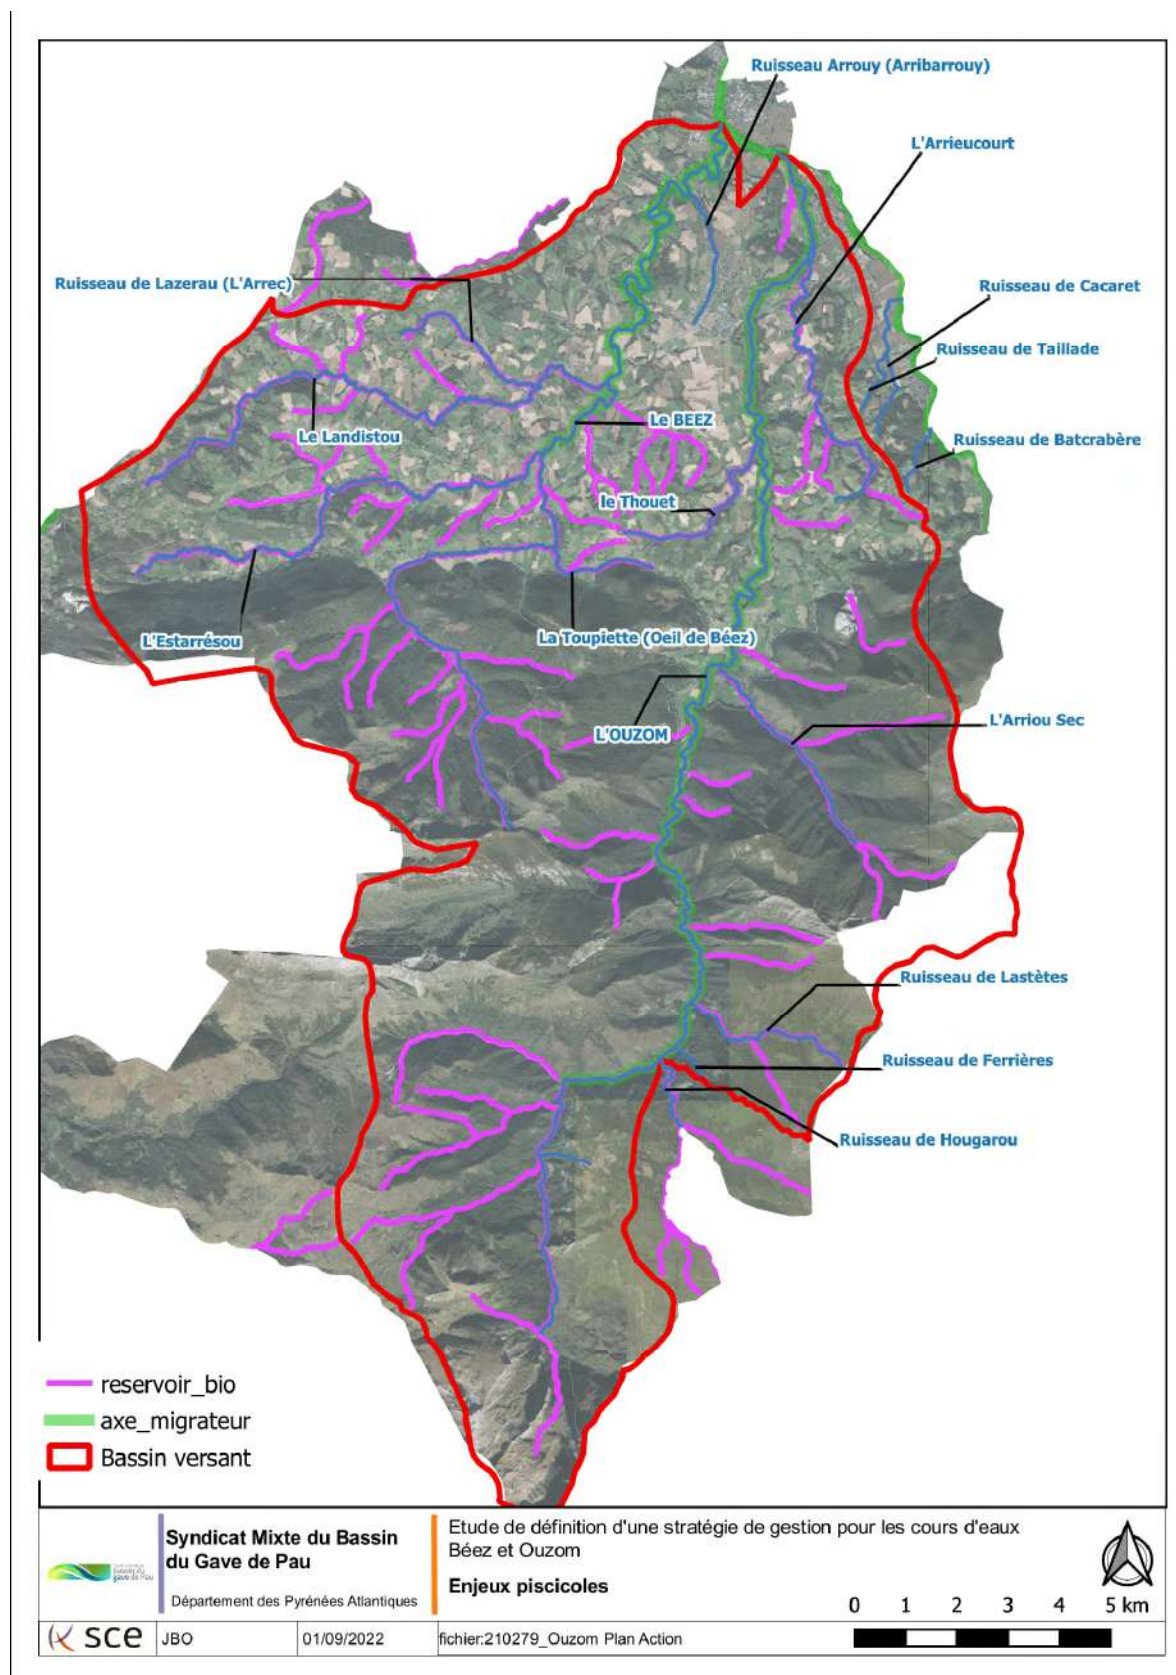 Ruisseau Arrouy (Arribarrouy)
L'Arrieucourt
Ruisseau de Lazerau (L'Arrec)
Ruisseau de Cacaret
Ruisseau de Taillade
Le BEEZ
Le Landistou
Ruisseau de Batcrabère
le Thouet
L'Estarrésou
La Toupiette (Oeil de Béez)
L'OUZOM
L'Arriou Sec
Ruisseau de Lastètes
Ruisseau de Ferrières
Ruisseau de Hougarou
reservoir_bio
axe_migrateur
Bassin versant
Syndicat Mixte du Bassin
du Gave de Pau
Département des Pyrénées Atlantiques
Etude de définition d'une stratégie de gestion pour les cours d'eaux
Béez et Ouzom
Enjeux piscicoles
0 1 2 3 4 5 km
gave de Pau
sce
JBO
01/09/2022
fichier:210279_Ouzom Plan Action